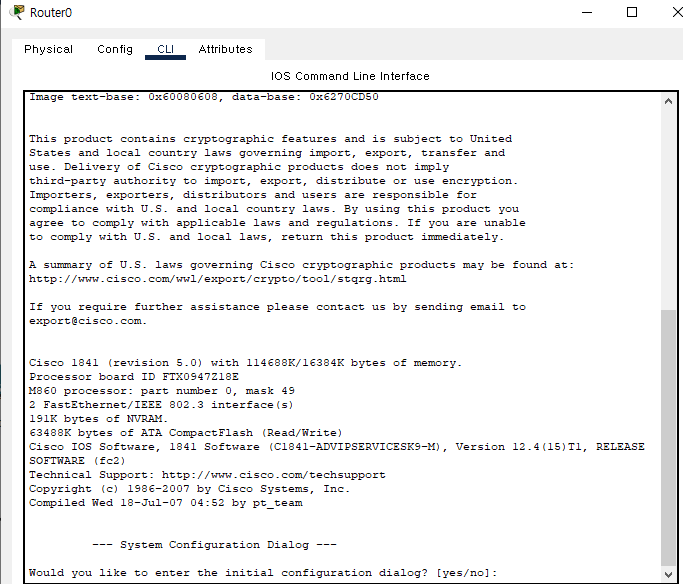 Router0
Physical Config CLI Attributes
IOS Command Line Interface
Image text-base: 0x60080608, data-base: 0x6270CD50
This product contains cryptographic features and is subject to United
States and local country laws governing import, export, transfer and
use. Delivery of Cisco cryptographic products does not imply
third-party authority to import, export, distribute or use encryption.
Importers, exporters, distributors and users are responsible for
compliance with U.S. and local country laws. By using this product you
agree to comply with applicable laws and regulations. If you are unable
to comply with U.S. and local laws, return this product immediately.
A summary of U.S. laws governing Cisco cryptographic products may be found at:
http://www.cisco.com/wwl/export/crypto/tool/stqrg.html
If you require further assistance please contact us by sending email to
export@cisco.com.
Cisco 1841 (revision 5.0) with 114688K/16384K bytes of memory.
Processor board ID FTX0947Z18E
M860 processor: part number 0, mask 49
2 FastEthernet/IEEE 802.3 interface(s)
191K bytes of NVRAM.
63488K bytes of ATA CompactFlash (Read/Write)
Cisco IOS Software, 1841 Software (C1841-ADVIPSERVICESK9-M), Version 12.4(15)T1, RELEASE
SOFTWARE (fc2)
Technical Support: http://www.cisco.com/techsupport
Copyright (c) 1986-2007 by Cisco Systems, Inc.
Compiled Wed 18-Jul-07 04:52 by pt_team
--- System Configuration Dialog ---
Would you like to enter the initial configuration dialog? [yes/no]: